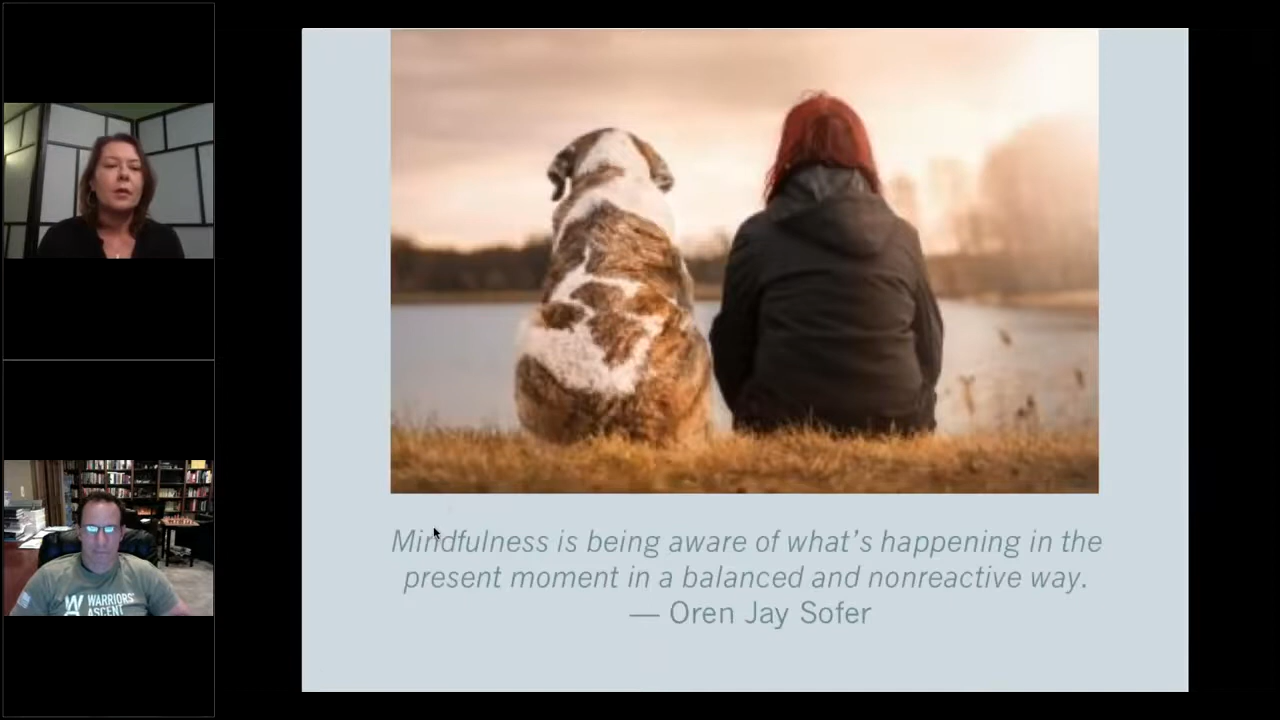 Mindfulness is being aware of what's happening in the
present moment in a balanced and nonreactive way.
— Oren Jay Sofer
WARRIORS'
ASCENT